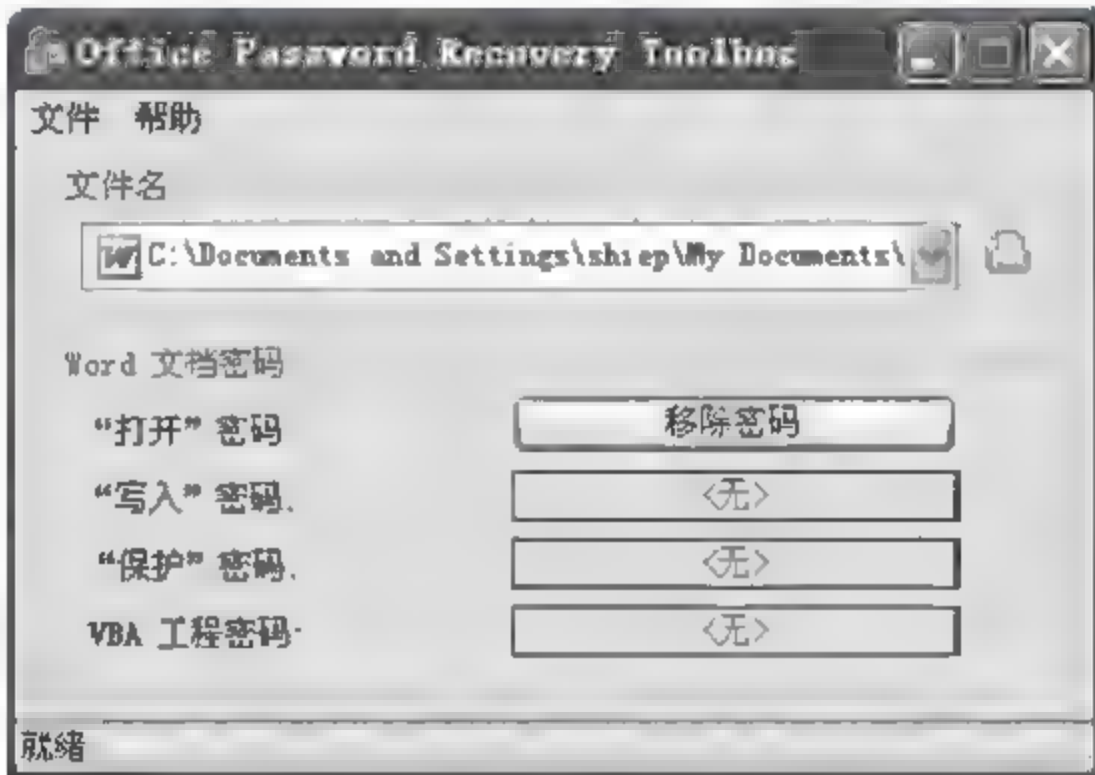 Office Password Recovery Toolbox
文件 帮助
文件名
C:\Documents and Settings\shiep\My Documents\
Word 文档密码
“打开” 密码 移除密码
“写入” 密码: <无>
“保护” 密码: <无>
VBA 工程密码: <无>
就绪